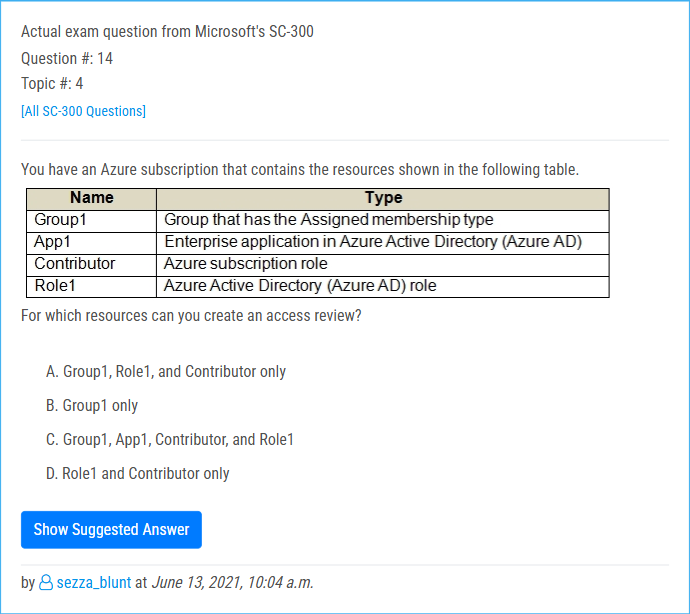 Actual exam question from Microsoft's SC-300
Question #: 14
Topic #: 4
[All SC-300 Questions]
You have an Azure subscription that contains the resources shown in the following table.
Name Type
Group1 Group that has the Assigned membership type
App1 Enterprise application in Azure Active Directory (Azure AD)
Contributor Azure subscription role
Role1 Azure Active Directory (Azure AD) role
For which resources can you create an access review?
A. Group1, Role1, and Contributor only
B. Group1 only
C. Group1, App1, Contributor, and Role1
D. Role1 and Contributor only
Show Suggested Answer
by sezza_blunt at June 13, 2021, 10:04 a.m.